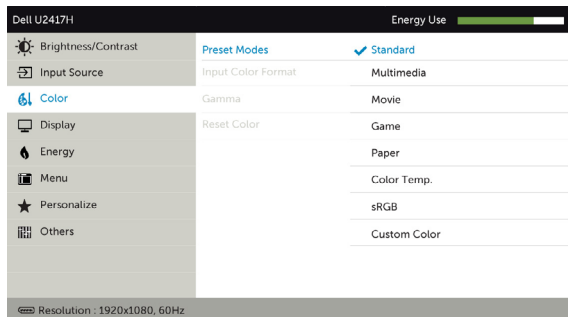 Dell U2417H
Energy Use
Brightness/Contrast
Input Source
Color
Display
Energy
Menu
Personalize
Others
Preset Modes
Input Color Format
Gamma
Reset Color
Standard
Multimedia
Movie
Game
Paper
Color Temp.
sRGB
Custom Color
Resolution : 1920x1080, 60Hz